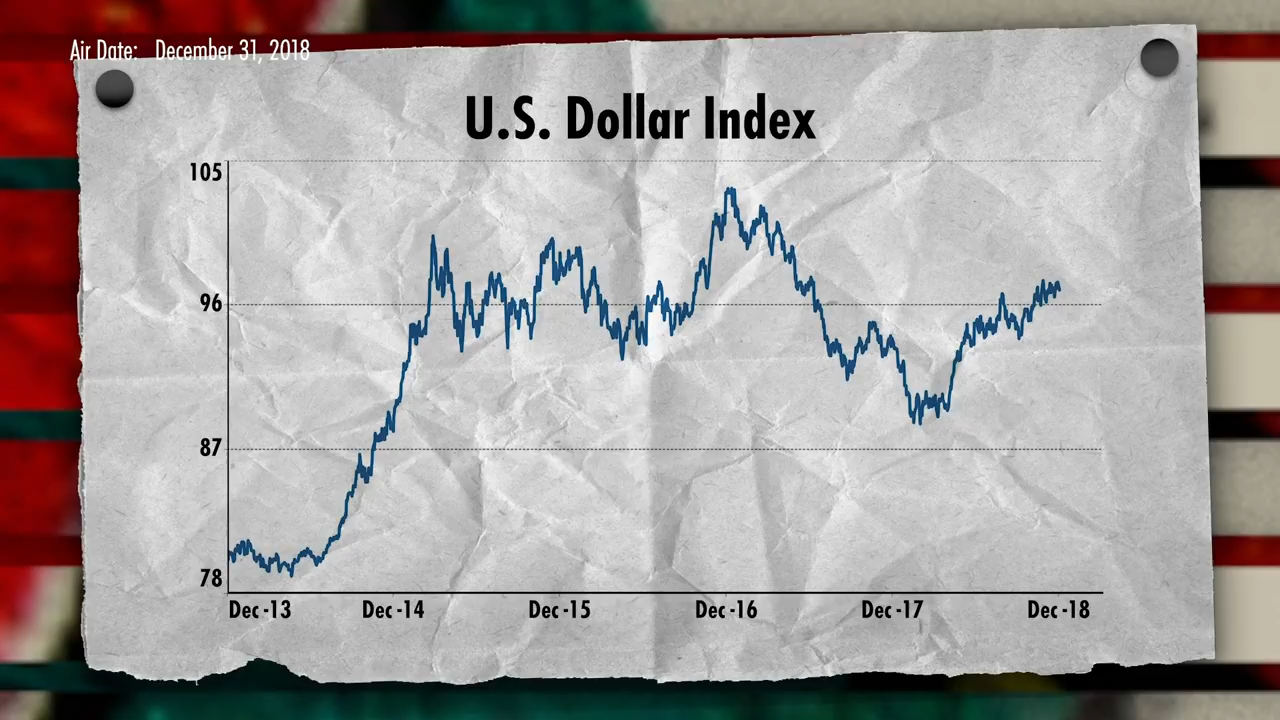 Air Date: December 31, 2018
U.S. Dollar Index
105
96
87
78
Dec -13 Dec -14 Dec -15 Dec -16 Dec -17 Dec -18